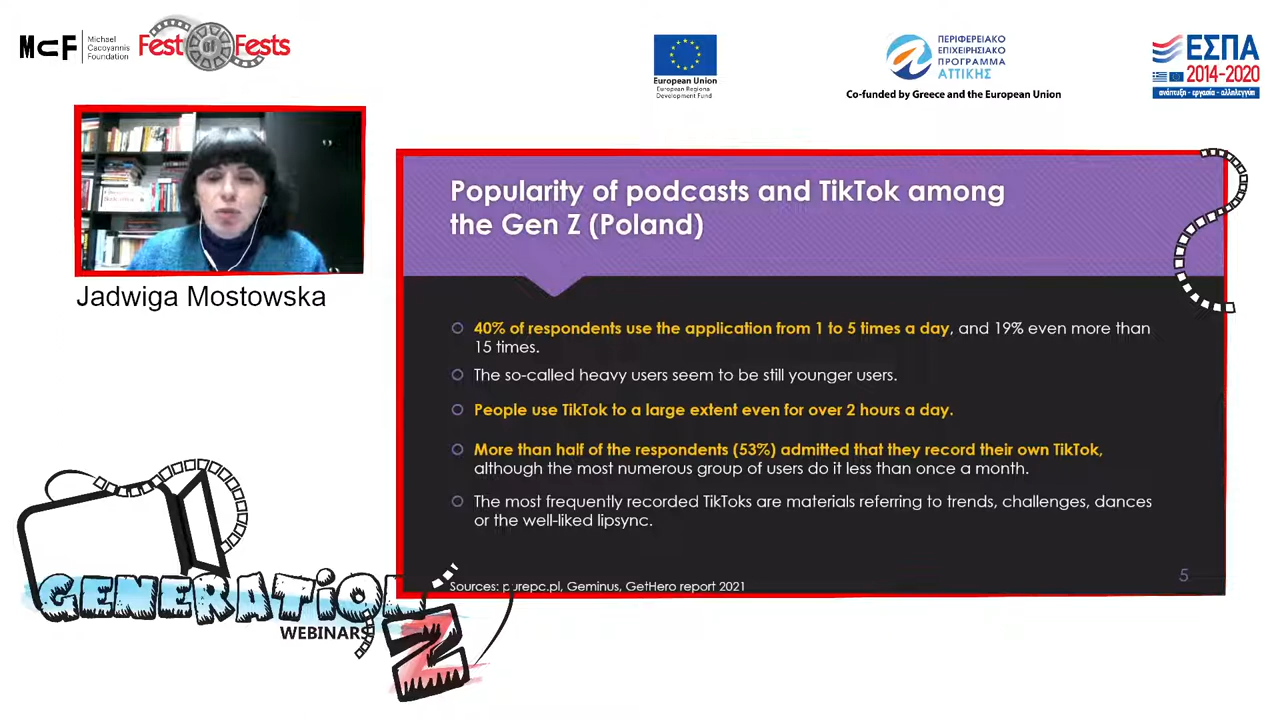 McF
Michael
Cacoyannis
Foundation
Fest of Fests
European Union
European Regional
Development Fund
ΠΕΡΙΦΕΡΕΙΑΚΟ
ΕΠΙΧΕΙΡΗΣΙΑΚΟ
ΠΡΟΓΡΑΜΜΑ
ΑΤΤΙΚΗΣ
Co-funded by Greece and the European Union
ΕΣΠΑ
2014-2020
ανάπτυξη - εργασία - αλληλεγγύη
Jadwiga Mostowska
Popularity of podcasts and TikTok among
the Gen Z (Poland)
40% of respondents use the application from 1 to 5 times a day, and 19% even more than
15 times.
The so-called heavy users seem to be still younger users.
People use TikTok to a large extent even for over 2 hours a day.
More than half of the respondents (53%) admitted that they record their own TikTok,
although the most numerous group of users do it less than once a month.
The most frequently recorded TikToks are materials referring to trends, challenges, dances
or the well-liked lipsync.
Sources: purepc.pl, Geminus, GetHero report 2021
5
GENERATiON
WEBINARS
Z